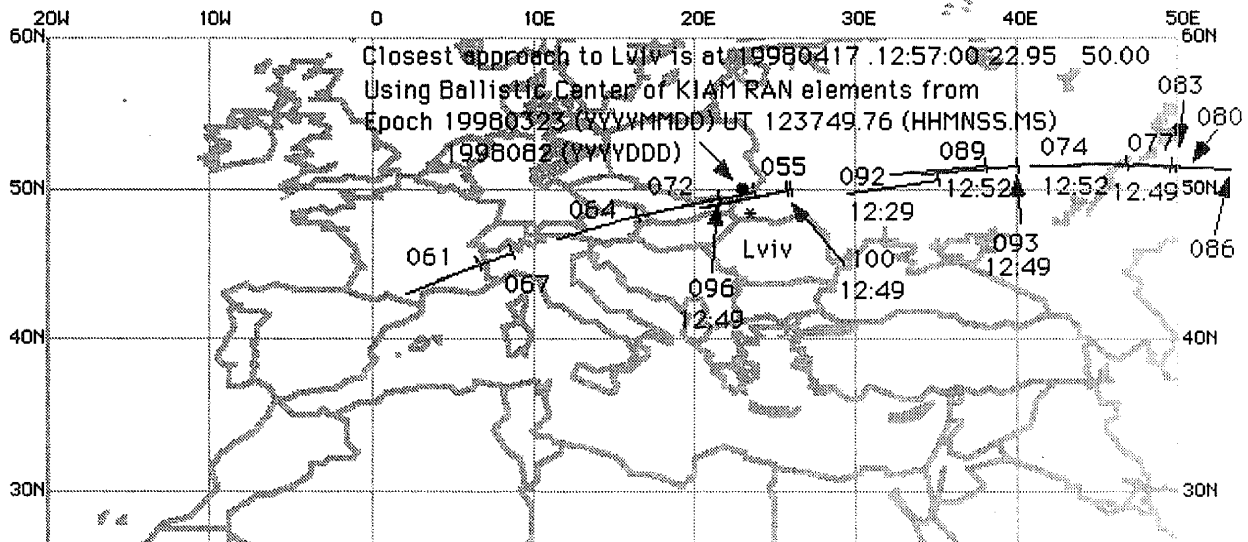 20W 10W 0 10E 20E 30E 40E 50E
60N 60N
Closest approach to Lviv is at 19980417 .12:57:00 22.95 50.00
Using Ballistic Center of KIAM RAN elements from
083
Epoch 19980323 (YYYYMMDD) UT 123749.76 (HHMNSS.MS)
080
1998082 (YYYYDDD)
055 089 074 077
072 092
50N 12:52 12:52 12:49 50N
064 12:29
* 
061 Lviv 100 093 086
067 096 12:49 12:49
12:49
40N 40N
30N 30N